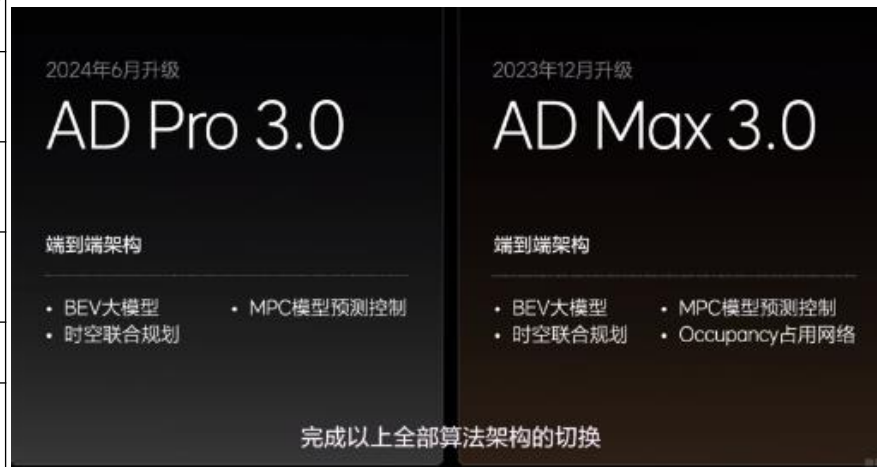 2024年6月升级
AD Pro 3.0
端到端架构
• BEV大模型
• MPC模型预测控制
• 时空联合规划
2023年12月升级
AD Max 3.0
端到端架构
• BEV大模型
• MPC模型预测控制
• 时空联合规划
• Occupancy占用网络
完成以上全部算法架构的切换